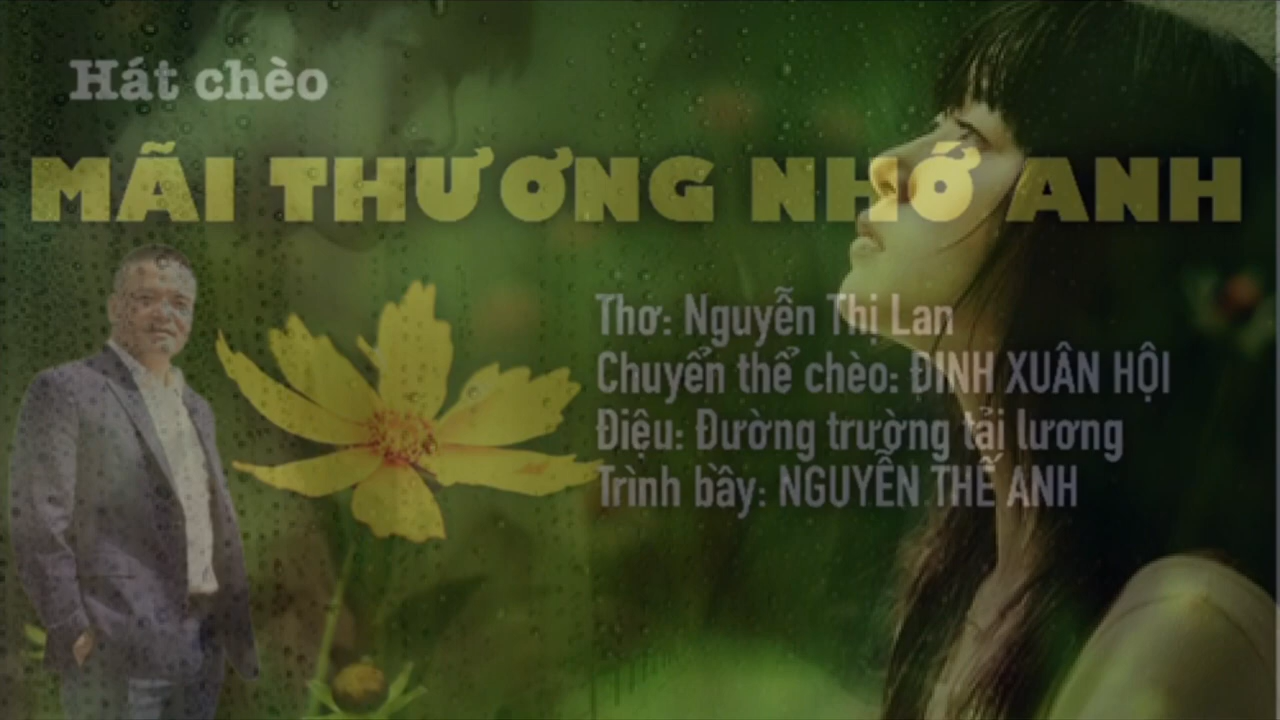 Hát chèo
MÃI THƯƠNG NHỚ ANH
Thơ: Nguyễn Thị Lan
Chuyển thể chèo: ĐINH XUÂN HỘI
Điệu: Đường trường tải lương
Trình bầy: NGUYỄN THẾ ANH